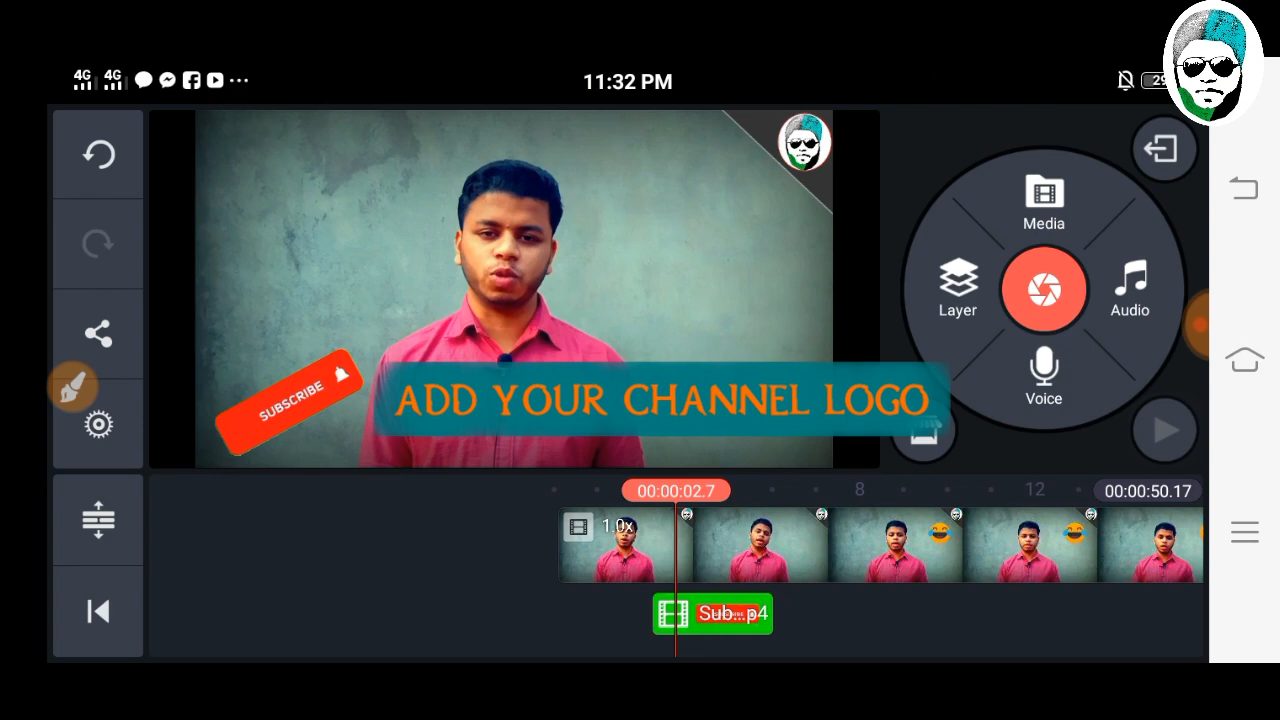 4G 4G
11:32 PM
Media
Layer
Audio
Voice
SUBSCRIBE
ADD YOUR CHANNEL LOGO
00:00:02.7
8
12
00:00:50.17
1.0x
Sub...p4